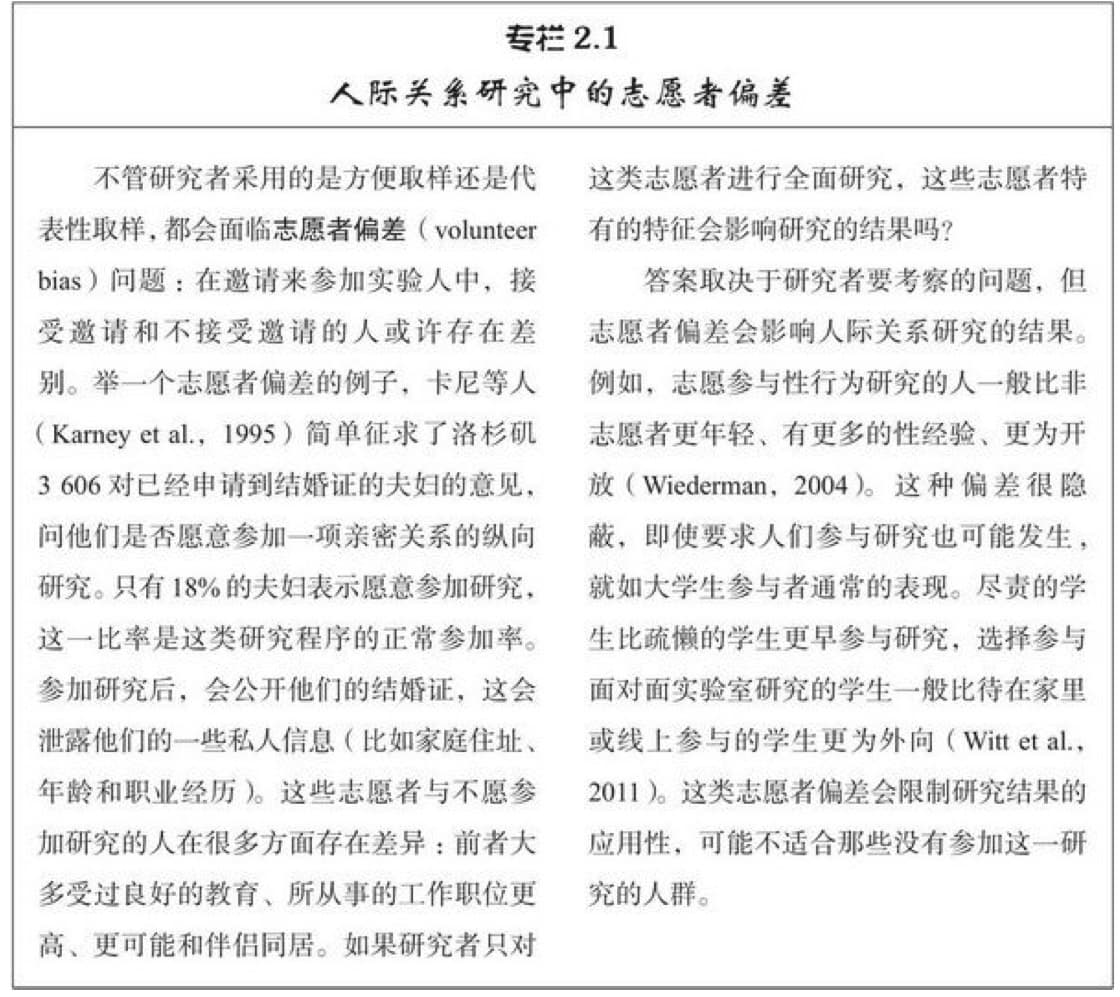 专栏 2.1
人际关系研究中的志愿者偏差
不管研究者采用的是方便取样还是代
表性取样，都会面临志愿者偏差（volunteer
bias）问题：在邀请来参加实验人中，接
受邀请和不接受邀请的人或许存在差
别。举一个志愿者偏差的例子，卡尼等人
（Karney et al.，1995）简单征求了洛杉矶
3 606 对已经申请到结婚证的夫妇的意见，
问他们是否愿意参加一项亲密关系的纵向
研究。只有 18% 的夫妇表示愿意参加研究，
这一比率是这类研究程序的正常参加率。
参加研究后，会公开他们的结婚证，这会
泄露他们的一些私人信息（比如家庭住址、
年龄和职业经历）。这些志愿者与不愿参
加研究的人在很多方面存在差异：前者大
多受过良好的教育、所从事的工作职位更
高、更可能和伴侣同居。如果研究者只对
这类志愿者进行全面研究，这些志愿者特
有的特征会影响研究的结果吗？
答案取决于研究者要考察的问题，但
志愿者偏差会影响人际关系研究的结果。
例如，志愿参与性行为研究的人一般比非
志愿者更年轻、有更多的性经验、更为开
放（Wiederman，2004）。这种偏差很隐
蔽，即使要求人们参与研究也可能发生，
就如大学生参与者通常的表现。尽责的学
生比疏懒的学生更早参与研究，选择参与
面对面实验室研究的学生一般比待在家里
或线上参与的学生更为外向（Witt et al.，
2011）。这类志愿者偏差会限制研究结果的
应用性，可能不适合那些没有参加这一研
究的人群。